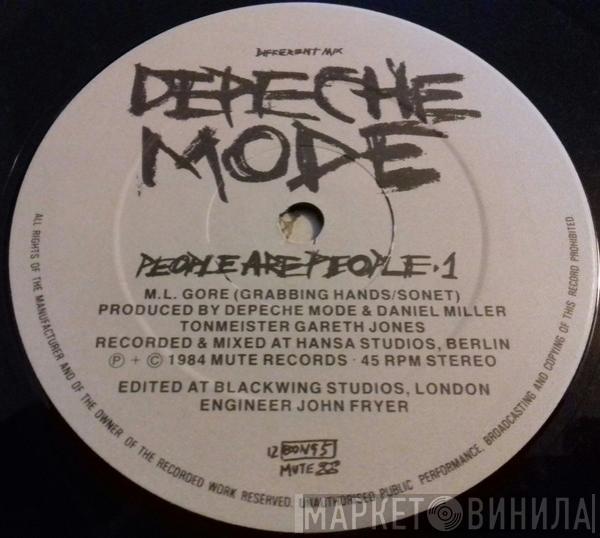 DIFFERENT MIX
DEPECHE
MODE
PEOPLE ARE PEOPLE·1
M.L. GORE (GRABBING HANDS/SONET)
PRODUCED BY DEPECHE MODE & DANIEL MILLER
TONMEISTER GARETH JONES
RECORDED & MIXED AT HANSA STUDIOS, BERLIN
Ⓟ + © 1984 MUTE RECORDS · 45 RPM STEREO
EDITED AT BLACKWING STUDIOS, LONDON
ENGINEER JOHN FRYER
12 BONG 5
MUTE
ALL RIGHTS OF THE MANUFACTURER AND OF THE OWNER OF THE RECORDED WORK RESERVED. UNAUTHORISED PUBLIC PERFORMANCE, BROADCASTING AND COPYING OF THIS RECORD PROHIBITED.
МАРКЕТ ВИНИЛА